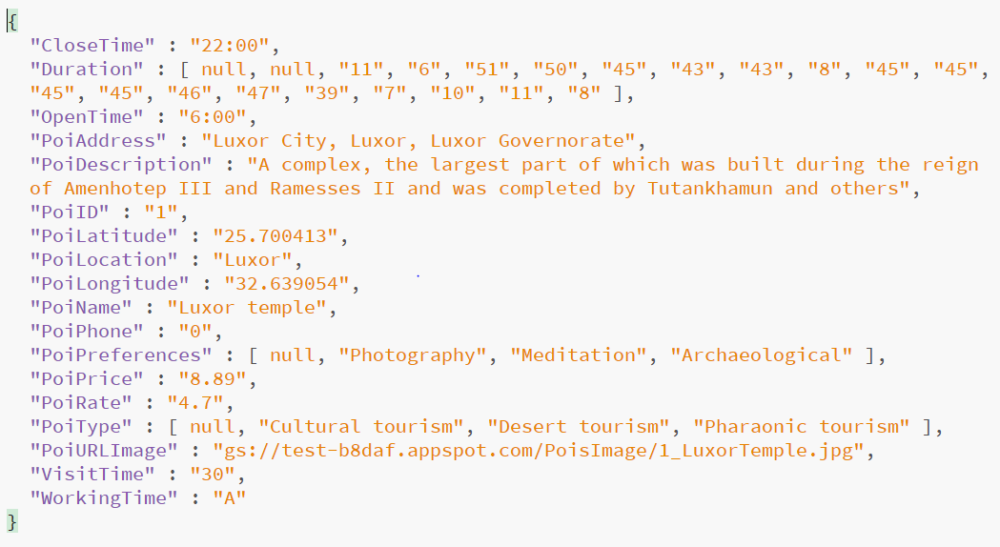 {
"CloseTime" : "22:00",
"Duration" : [ null, null, "11", "6", "51", "50", "45", "43", "43", "8", "45", "45",
"45", "45", "46", "47", "39", "7", "10", "11", "8" ],
"OpenTime" : "6:00",
"PoiAddress" : "Luxor City, Luxor, Luxor Governorate",
"PoiDescription" : "A complex, the largest part of which was built during the reign
of Amenhotep III and Ramesses II and was completed by Tutankhamun and others",
"PoiID" : "1",
"PoiLatitude" : "25.700413",
"PoiLocation" : "Luxor",
"PoiLongitude" : "32.639054",
"PoiName" : "Luxor temple",
"PoiPhone" : "0",
"PoiPreferences" : [ null, "Photography", "Meditation", "Archaeological" ],
"PoiPrice" : "8.89",
"PoiRate" : "4.7",
"PoiType" : [ null, "Cultural tourism", "Desert tourism", "Pharaonic tourism" ],
"PoiURLImage" : "gs://test-b8daf.appspot.com/PoisImage/1_LuxorTemple.jpg",
"VisitTime" : "30",
"WorkingTime" : "A"
}